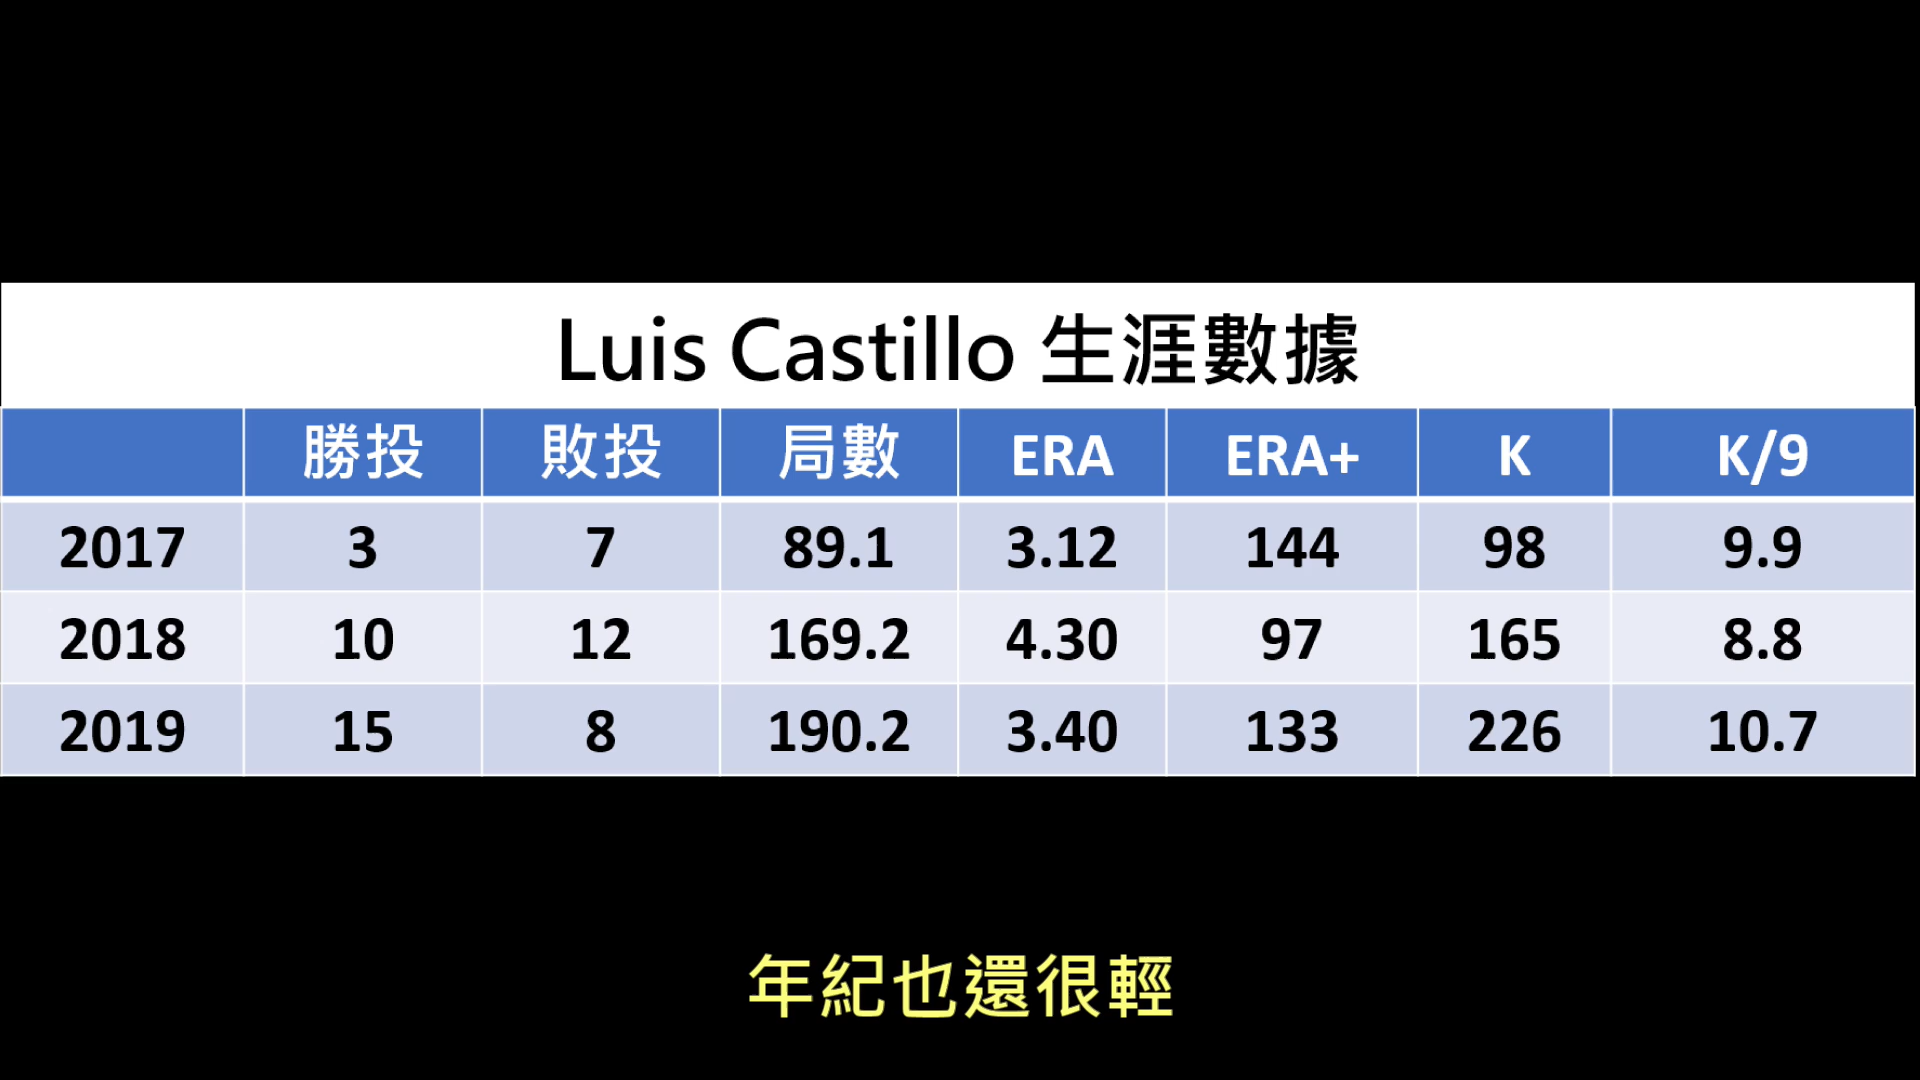 Luis Castillo 生涯數據
勝投 敗投 局數 ERA ERA+ K K/9
2017 3 7 89.1 3.12 144 98 9.9
2018 10 12 169.2 4.30 97 165 8.8
2019 15 8 190.2 3.40 133 226 10.7
年紀也還很輕